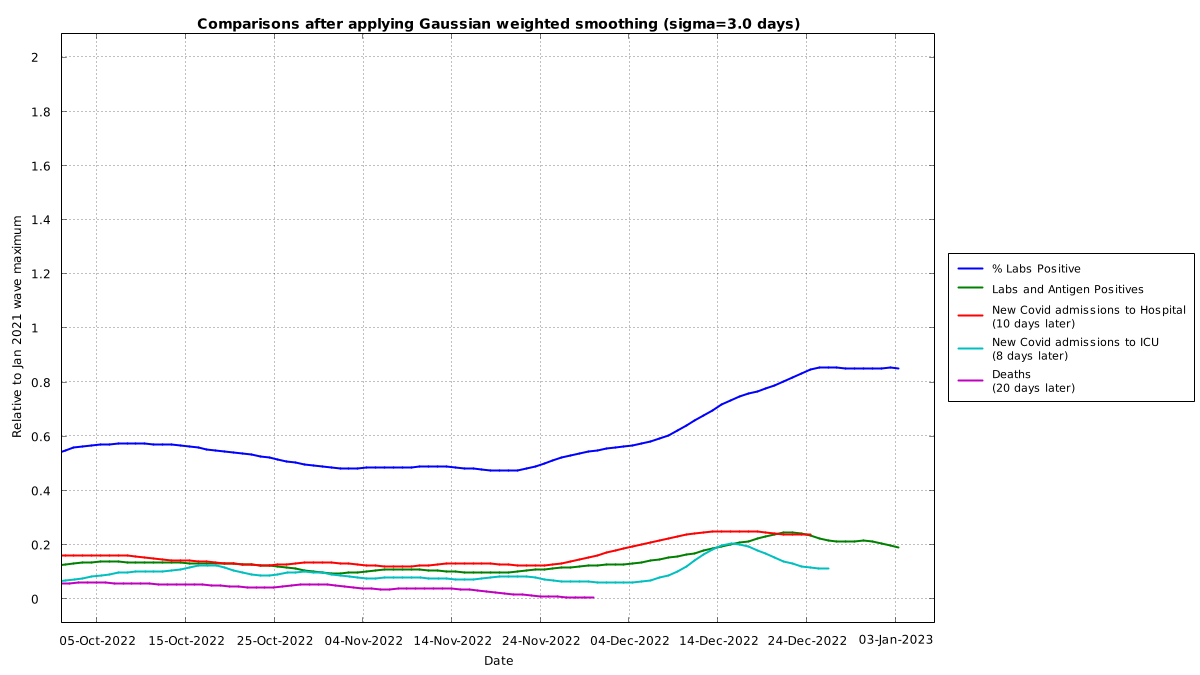 Comparisons after applying Gaussian weighted smoothing (sigma=3.0 days)
Relative to Jan 2021 wave maximum
2
1.8
1.6
1.4
1.2
1
0.8
0.6
0.4
0.2
0
05-Oct-2022 15-Oct-2022 25-Oct-2022 04-Nov-2022 14-Nov-2022 24-Nov-2022 04-Dec-2022 14-Dec-2022 24-Dec-2022 03-Jan-2023
Date
% Labs Positive
Labs and Antigen Positives
New Covid admissions to Hospital
(10 days later)
New Covid admissions to ICU
(8 days later)
Deaths
(20 days later)